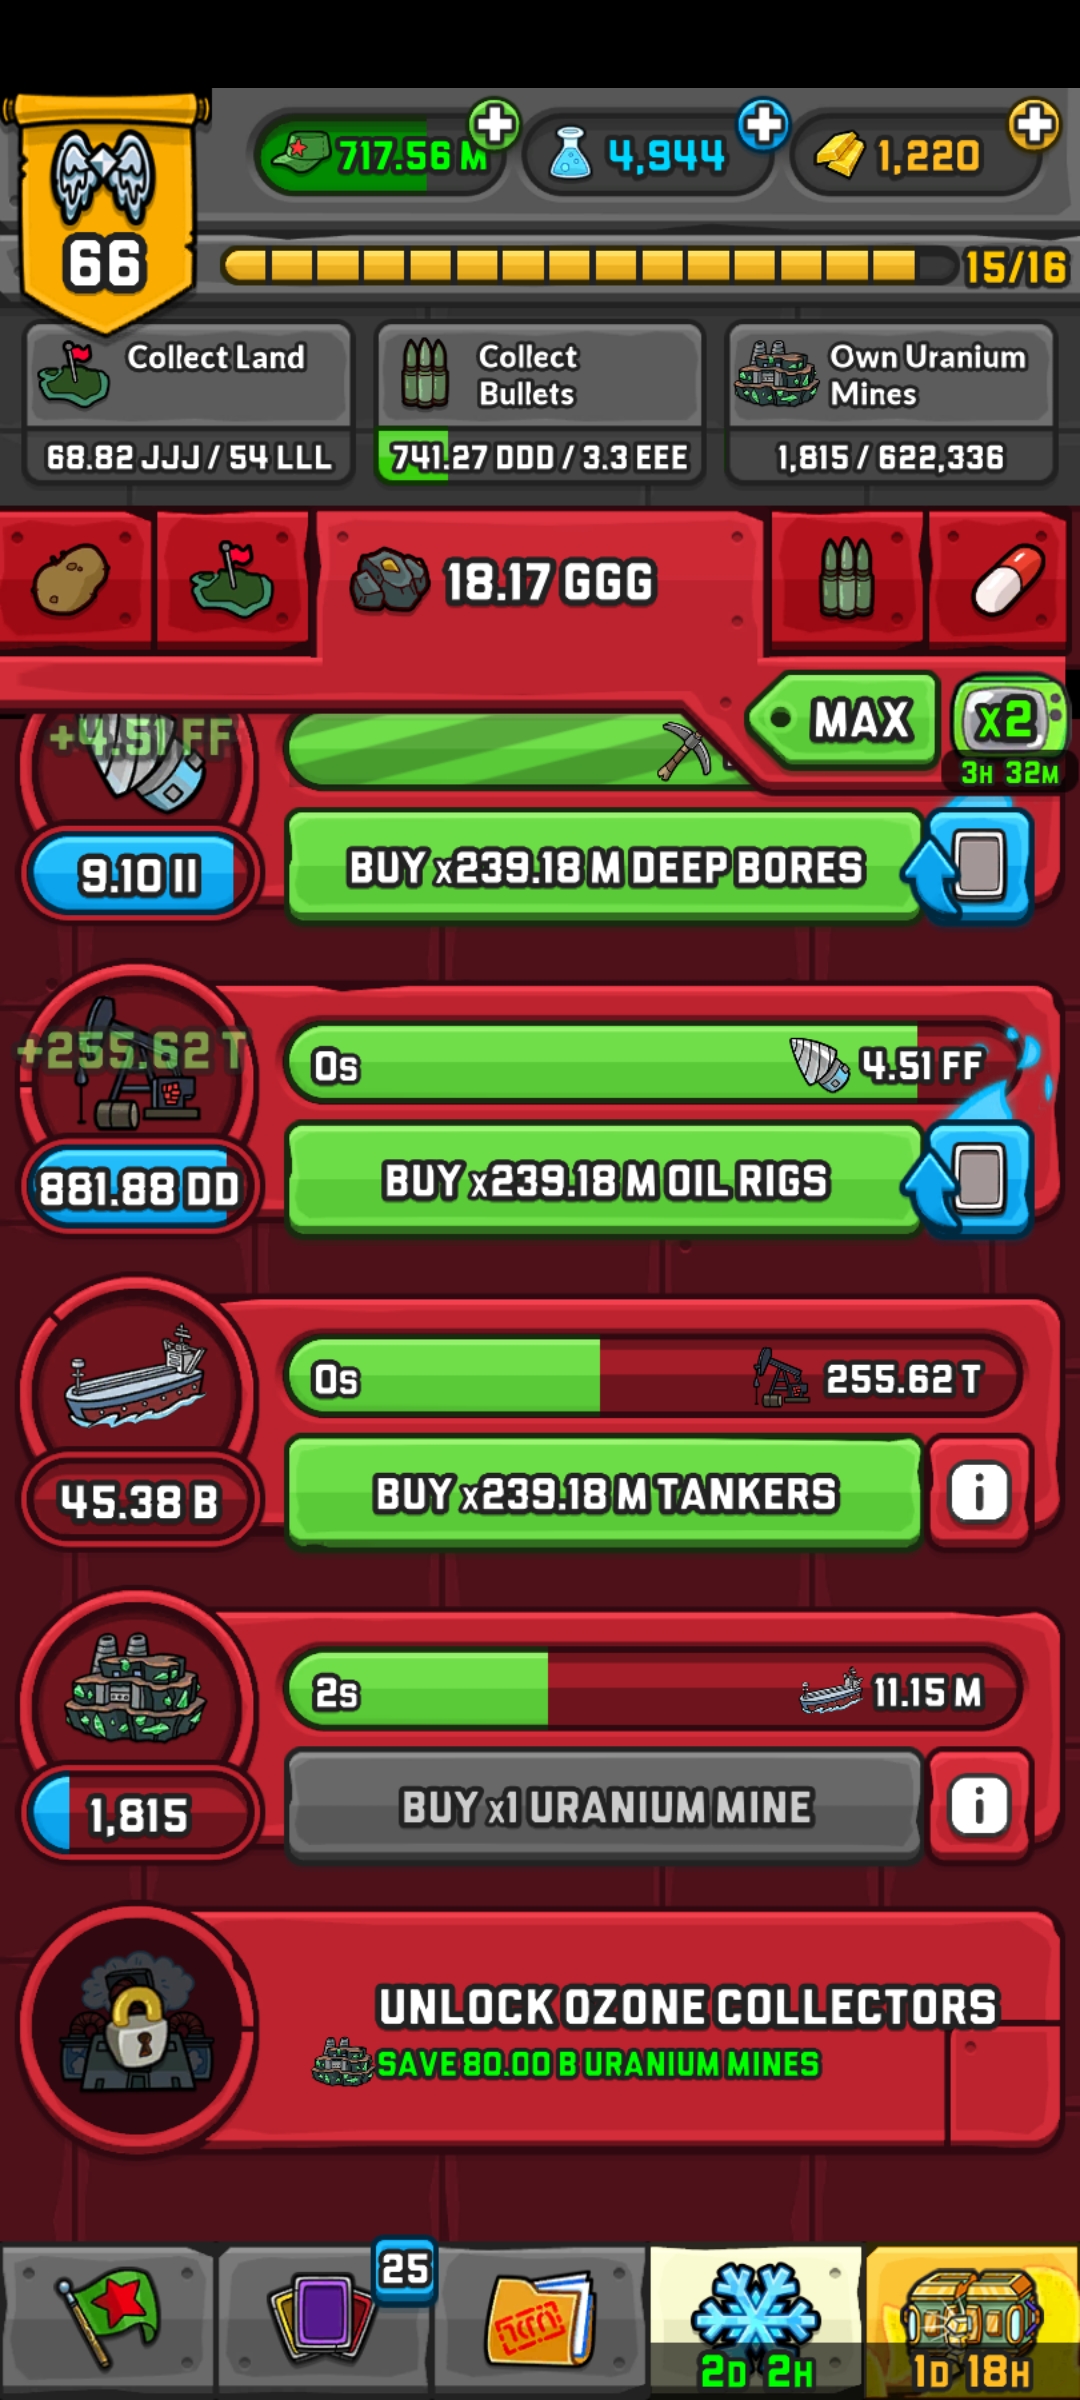 717.56 M
4,944
1,220
66
15/16
Collect Land
68.82 JJJ / 54 LLL
Collect
Bullets
741.27 DDD / 3.3 EEE
Own Uranium
Mines
1,815 / 622,336
18.17 GGG
MAX
x2
3H 32M
+4.51 FF
9.10 II
BUY x239.18 M DEEP BORES
+255.62 T
0s
4.51 FF
881.88 DD
BUY x239.18 M OIL RIGS
0s
255.62 T
45.38 B
BUY x239.18 M TANKERS
i
2s
11.15 M
1,815
BUY x1 URANIUM MINE
i
UNLOCK OZONE COLLECTORS
SAVE 80.00 B URANIUM MINES
25
2D 2H
1D 18H